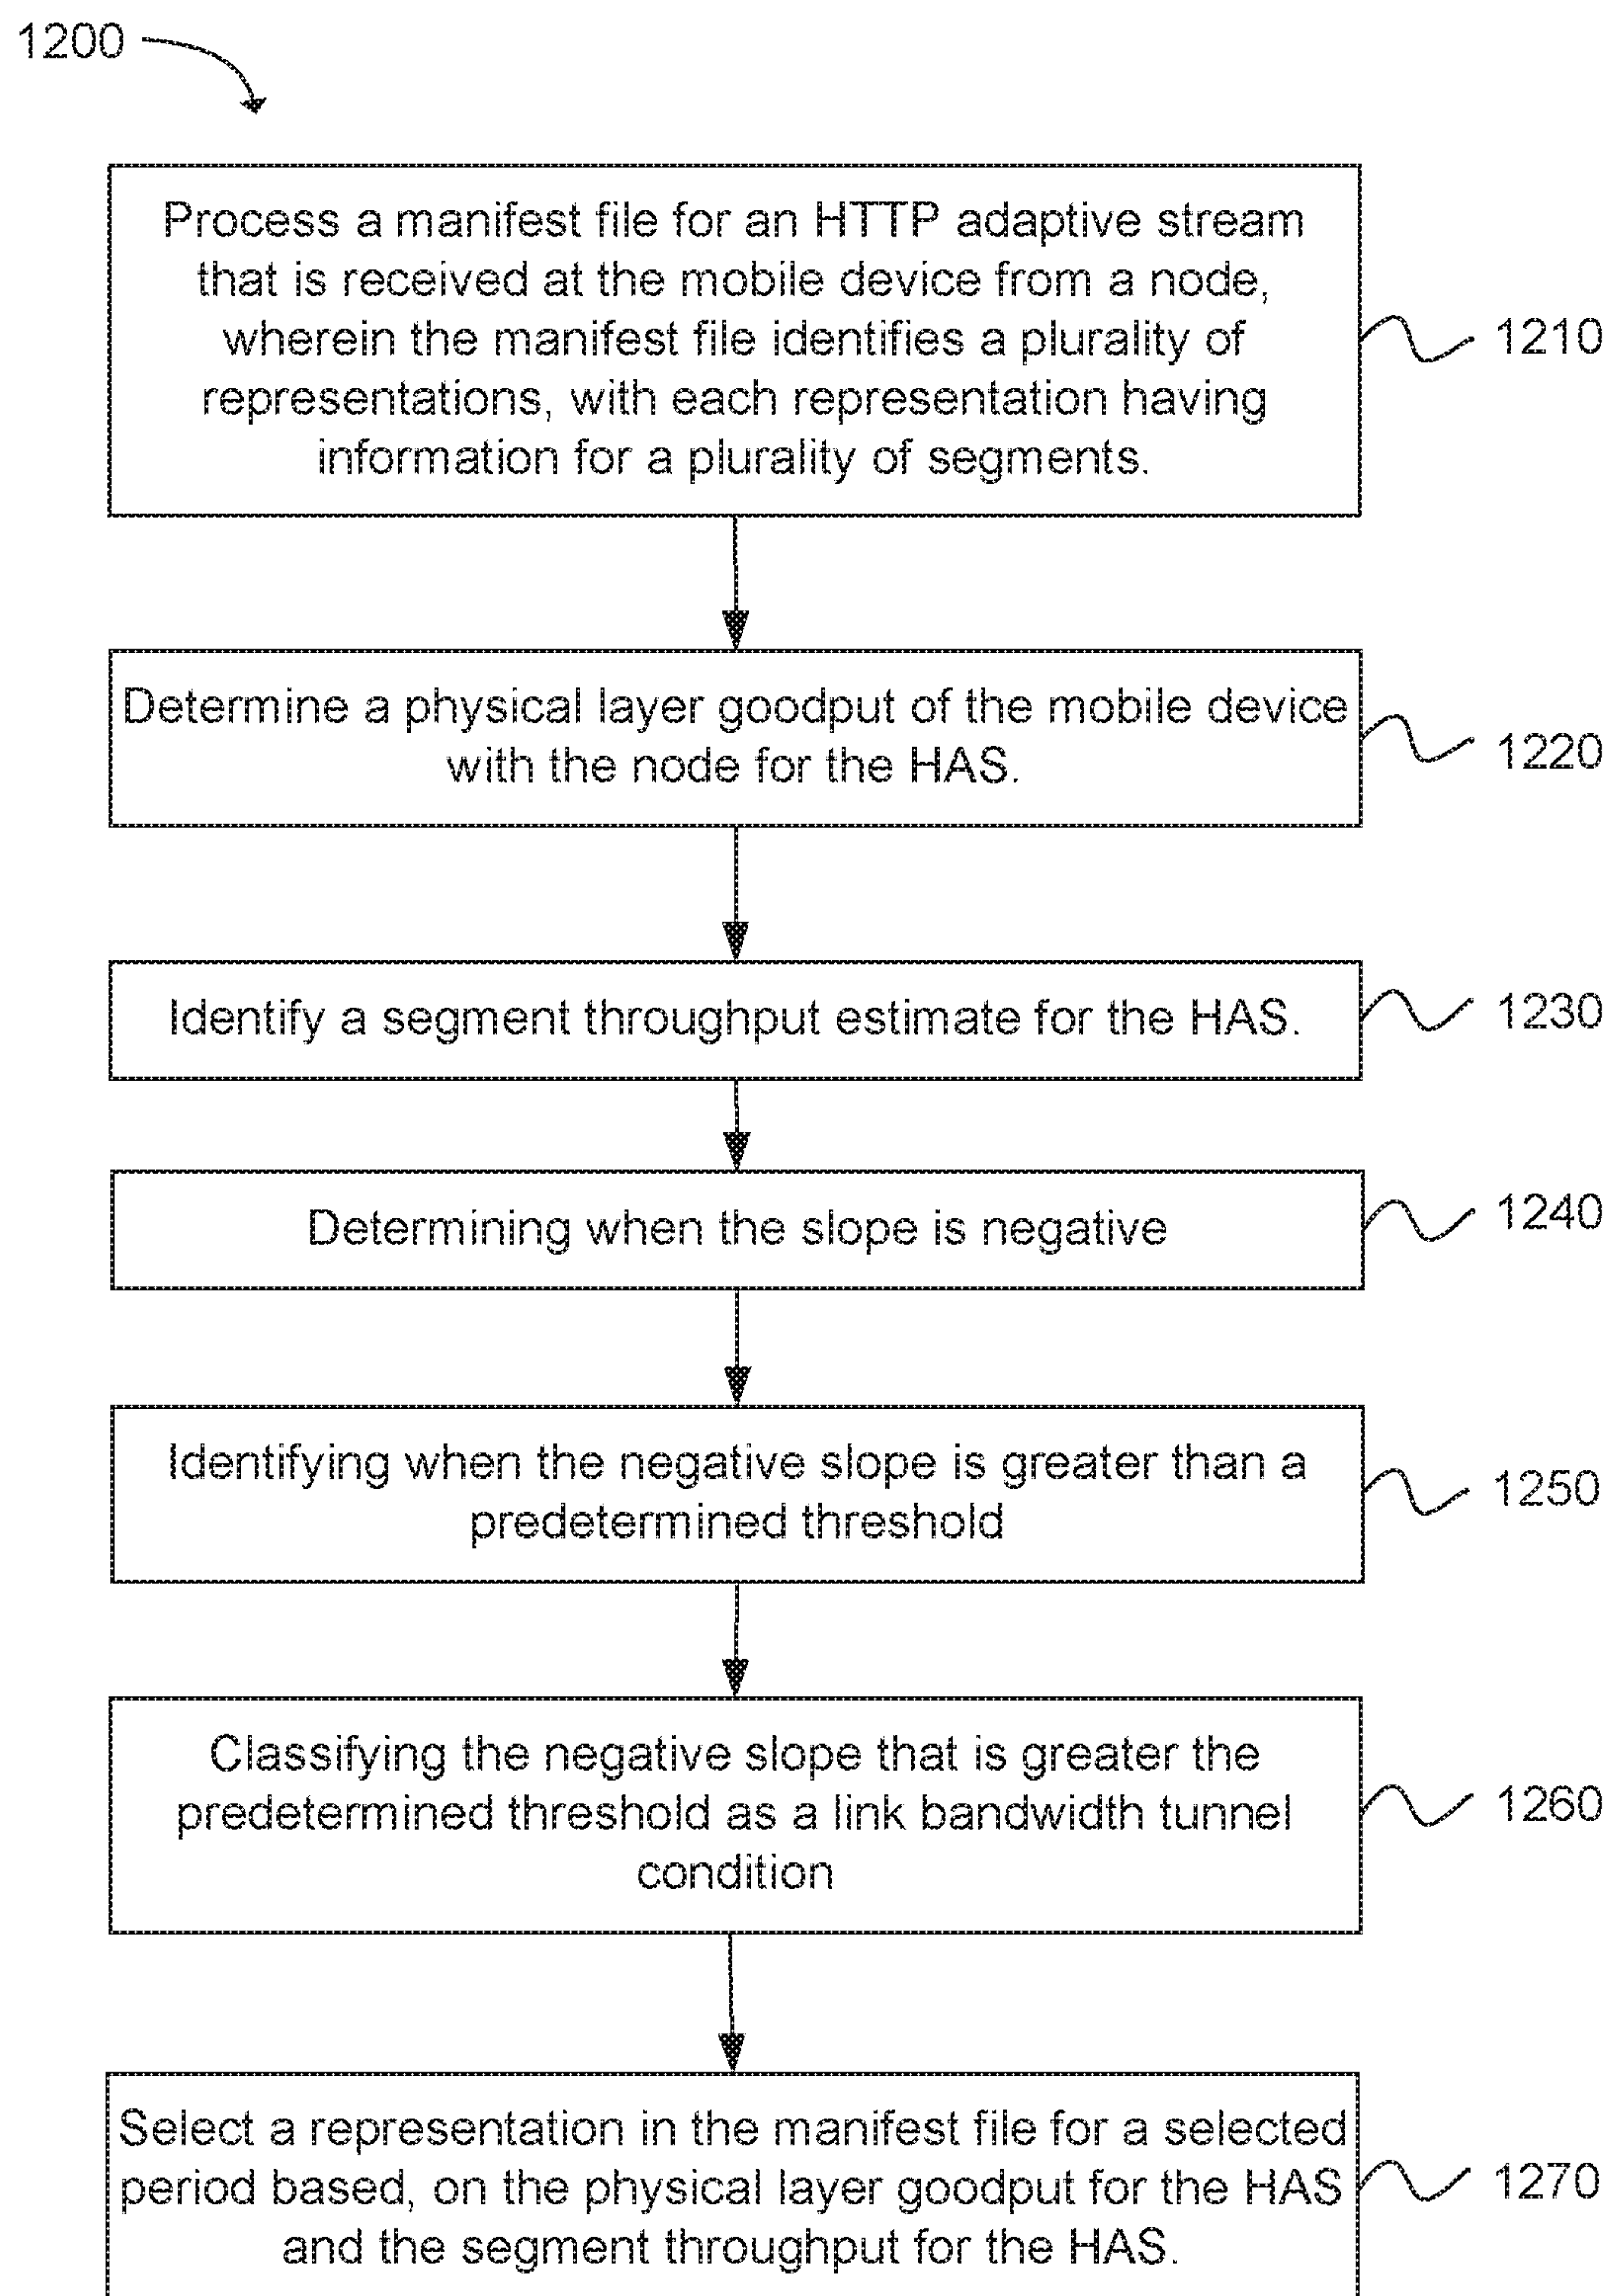 1200
Process a manifest file for an HTTP adaptive stream
that is received at the mobile device from a node,
wherein the manifest file identifies a plurality of
representations, with each representation having
information for a plurality of segments.
1210
Determine a physical layer goodput of the mobile device
with the node for the HAS.
1220
Identify a segment throughput estimate for the HAS.
1230
Determining when the slope is negative
1240
Identifying when the negative slope is greater than a
predetermined threshold
1250
Classifying the negative slope that is greater the
predetermined threshold as a link bandwidth tunnel
condition
1260
Select a representation in the manifest file for a selected
period based, on the physical layer goodput for the HAS
and the segment throughput for the HAS.
1270